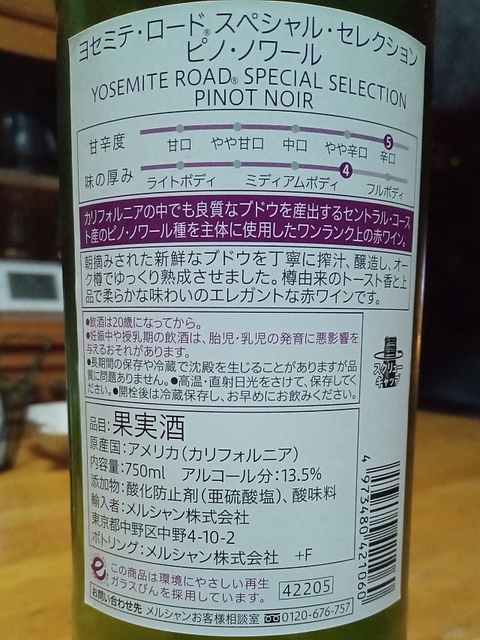 ヨセミテ・ロード®スペシャル・セレクション
ピノ・ノワール
YOSEMITE ROAD® SPECIAL SELECTION
PINOT NOIR
甘辛度
甘口 やや甘口 中口 やや辛口 5 辛口
味の厚み
ライトボディ ミディアムボディ 4 フルボディ
カリフォルニアの中でも良質なブドウを産出するセントラル・コース
ト産のピノ・ノワール種を主体に使用したワンランク上の赤ワイン。
朝摘みされた新鮮なブドウを丁寧に搾汁、醸造し、オー
ク樽でゆっくり熟成させました。樽由来のトースト香と上
品で柔らかな味わいのエレガントな赤ワインです。
●飲酒は20歳になってから。
●妊娠中や授乳期の飲酒は、胎児・乳児の発育に悪影響を
与えるおそれがあります。
●長期間の保存や冷蔵で沈殿を生じることがありますが品
質に問題ありません。●高温・直射日光をさけて、保存してく
ださい。●開栓後は冷蔵保存し、お早めにお飲みください。
スクリュー
キャップ
品目:果実酒
原産国:アメリカ(カリフォルニア)
内容量:750ml アルコール分:13.5%
添加物:酸化防止剤(亜硫酸塩)、酸味料
輸入者:メルシャン株式会社
東京都中野区中野4-10-2
ボトリング:メルシャン株式会社 +F
この商品は環境にやさしい再生
ガラスびんを採用しています。
42205
お問い合わせ先 メルシャンお客様相談室 0120-676-757
4973480421040